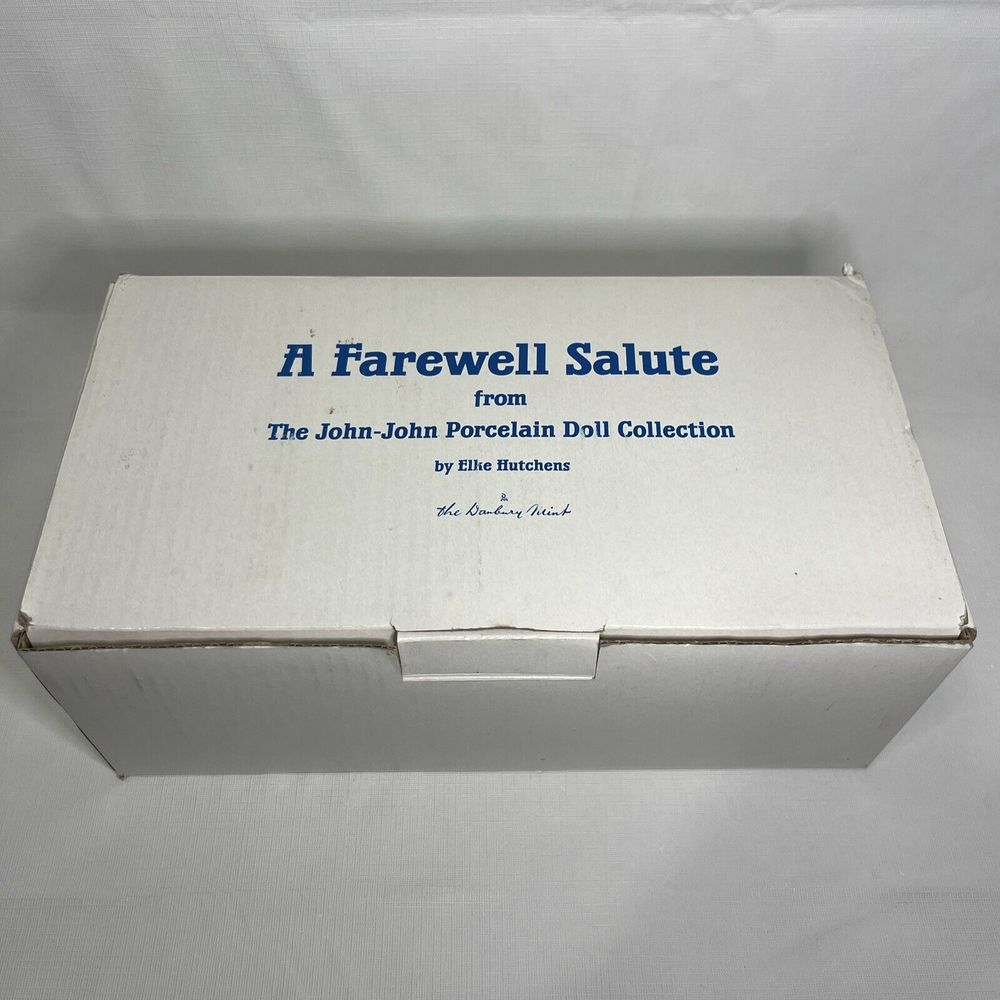 A Farewell Salute
from
The John-John Porcelain Doll Collection
by Elke Hutchens
the Danbury Mint